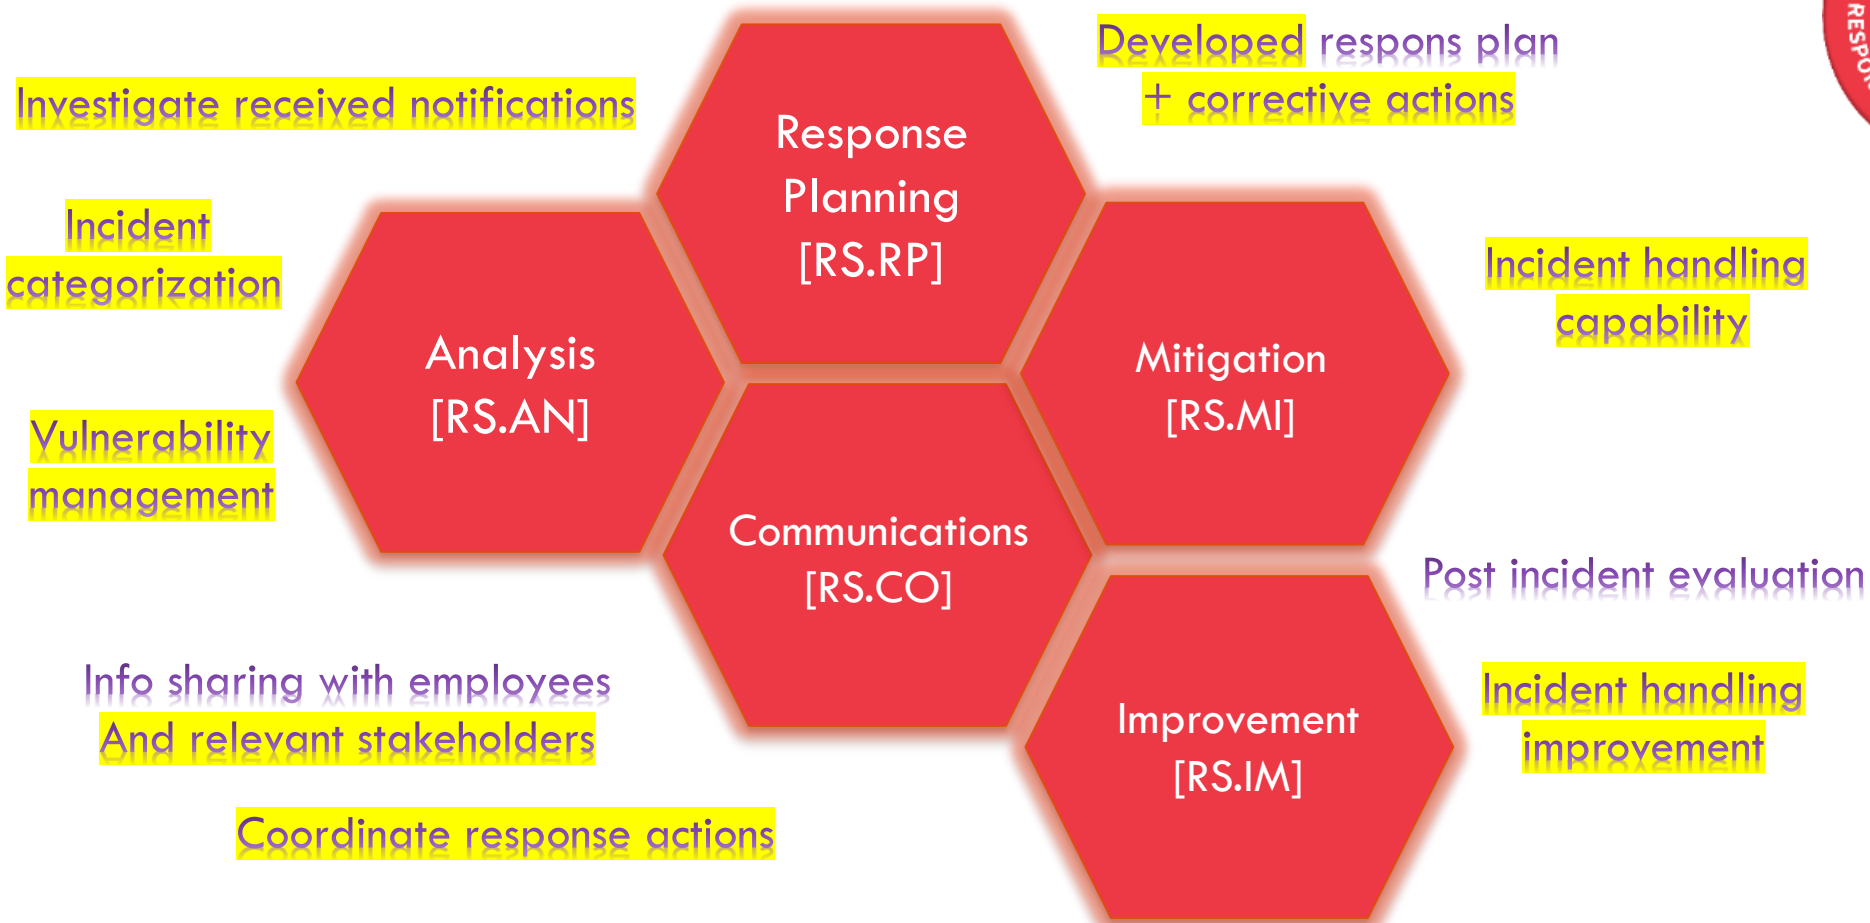 Investigate received notifications
Incident
categorization
Vulnerability
management
Analysis
[RS.AN]
Response
Planning
[RS.RP]
Developed respons plan
+ corrective actions
Mitigation
[RS.MI]
Incident handling
capability
Communications
[RS.CO]
Info sharing with employees
And relevant stakeholders
Coordinate response actions
Improvement
[RS.IM]
Post incident evaluation
Incident handling
improvement